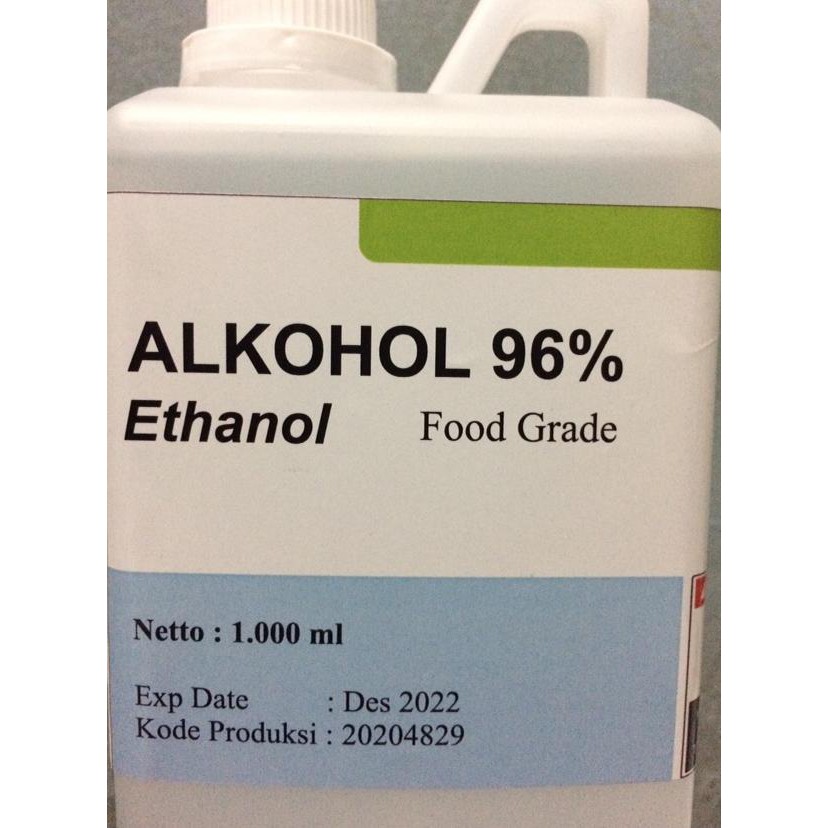 ALKOHOL 96%
Ethanol Food Grade
Netto : 1.000 ml
Exp Date : Des 2022
Kode Produksi : 20204829